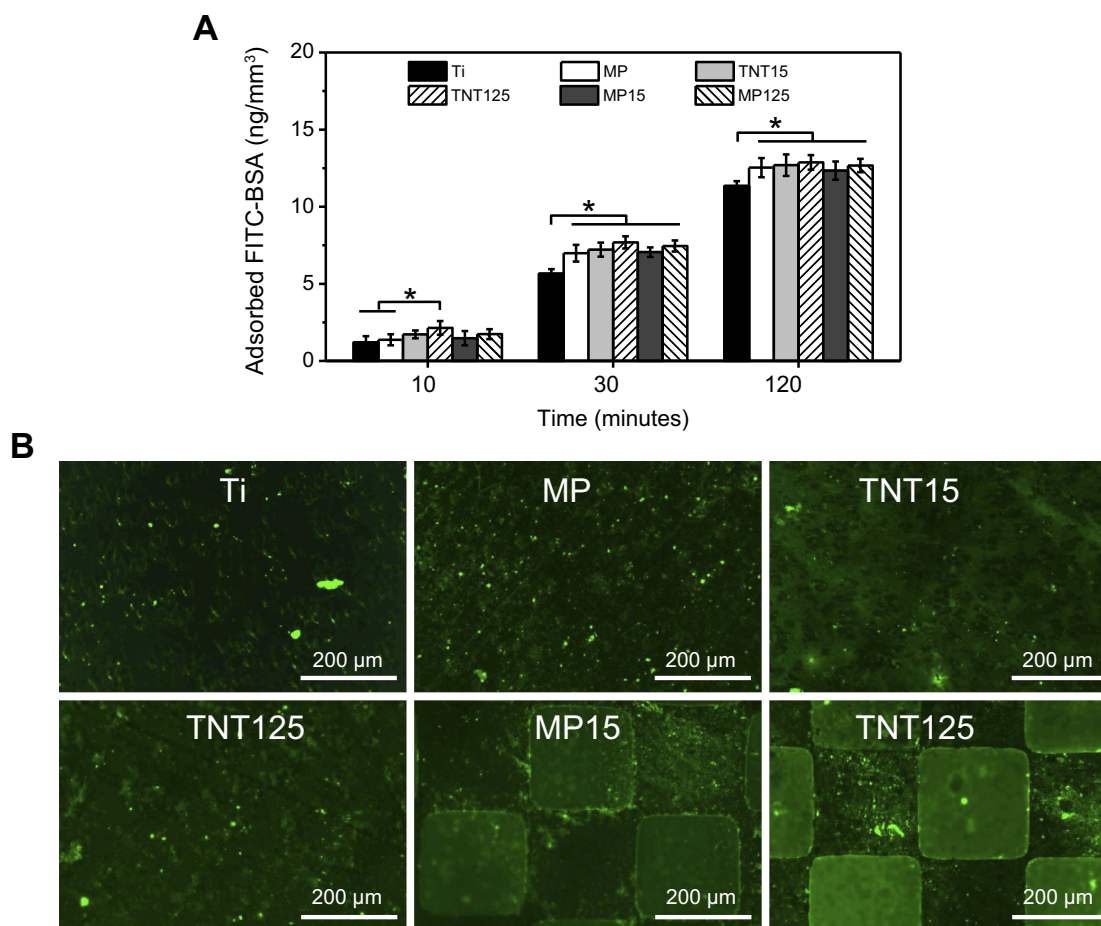 A
Adsorbed FITC-BSA (ng/mm³)
20
15
10
5
0
Ti MP TNT15
TNT125 MP15 MP125
*
*
*
10 30 120
Time (minutes)
B
Ti MP TNT15
200 µm 200 µm 200 µm
TNT125 MP15 TNT125
200 µm 200 µm 200 µm